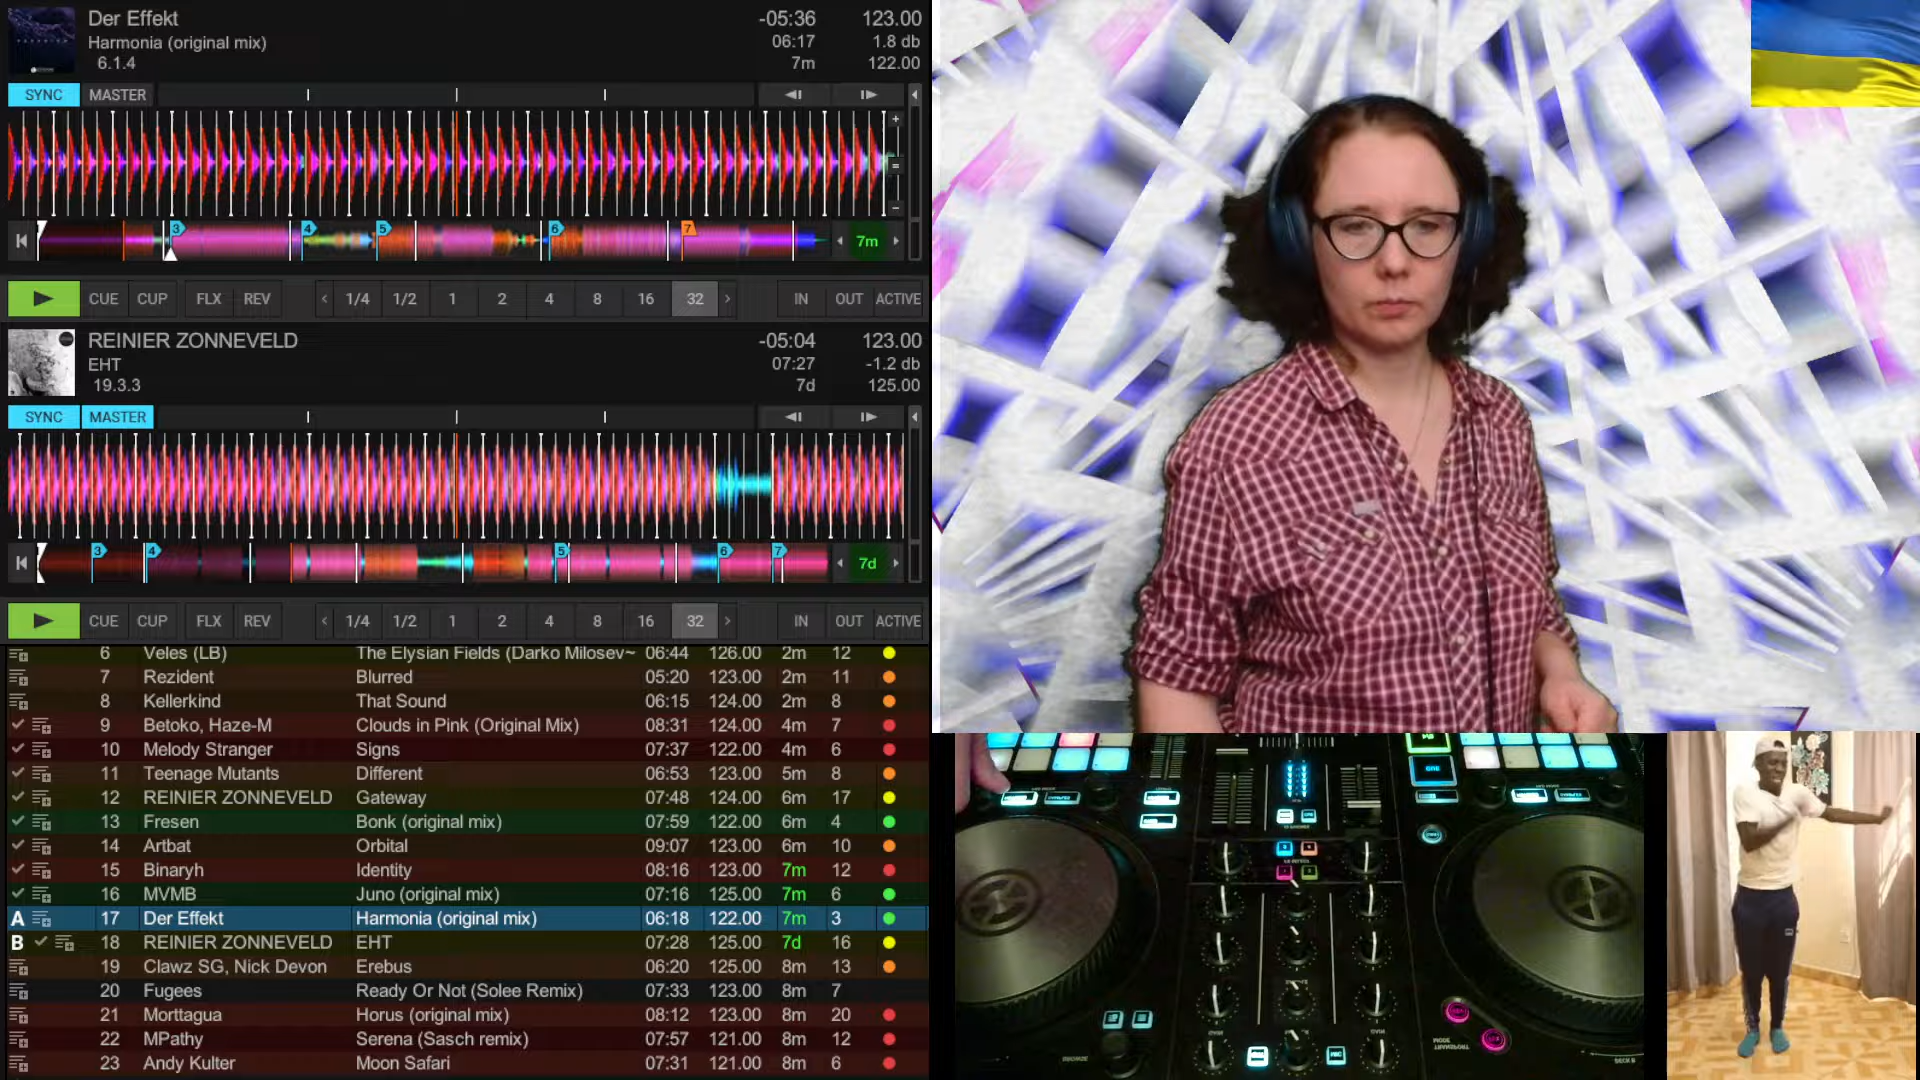 Der Effekt -05:36 123.00
Harmonia (original mix) 06:17 1.8 db
6.1.4 7m 122.00
SYNC MASTER
3 4 5 6 7 7m
CUE CUP FLX REV 1/4 1/2 1 2 4 8 16 32 IN OUT ACTIVE
REINIER ZONNEVELD -05:04 123.00
EHT 07:27 -1.2 db
19.3.3 7d 125.00
SYNC MASTER
3 4 5 6 7 7d
CUE CUP FLX REV 1/4 1/2 1 2 4 8 16 32 IN OUT ACTIVE
6 Veles (LB) The Elysian Fields (Darko Milosev~ 06:44 126.00 2m 12
7 Rezident Blurred 05:20 123.00 2m 11
8 Kellerkind That Sound 06:15 124.00 2m 8
9 Betoko, Haze-M Clouds in Pink (Original Mix) 08:31 124.00 4m 7
10 Melody Stranger Signs 07:37 122.00 4m 6
11 Teenage Mutants Different 06:53 123.00 5m 8
12 REINIER ZONNEVELD Gateway 07:48 124.00 6m 17
13 Fresen Bonk (original mix) 07:59 122.00 6m 4
14 Artbat Orbital 09:07 123.00 6m 10
15 Binaryh Identity 08:16 123.00 7m 12
16 MVMB Juno (original mix) 07:16 125.00 7m 6
A 17 Der Effekt Harmonia (original mix) 06:18 122.00 7m 3
B 18 REINIER ZONNEVELD EHT 07:28 125.00 7d 16
19 Clawz SG, Nick Devon Erebus 06:20 125.00 8m 13
20 Fugees Ready Or Not (Solee Remix) 07:33 123.00 8m 7
21 Morttagua Horus (original mix) 08:12 123.00 8m 20
22 MPathy Serena (Sasch remix) 07:57 121.00 8m 12
23 Andy Kulter Moon Safari 07:31 121.00 8m 6